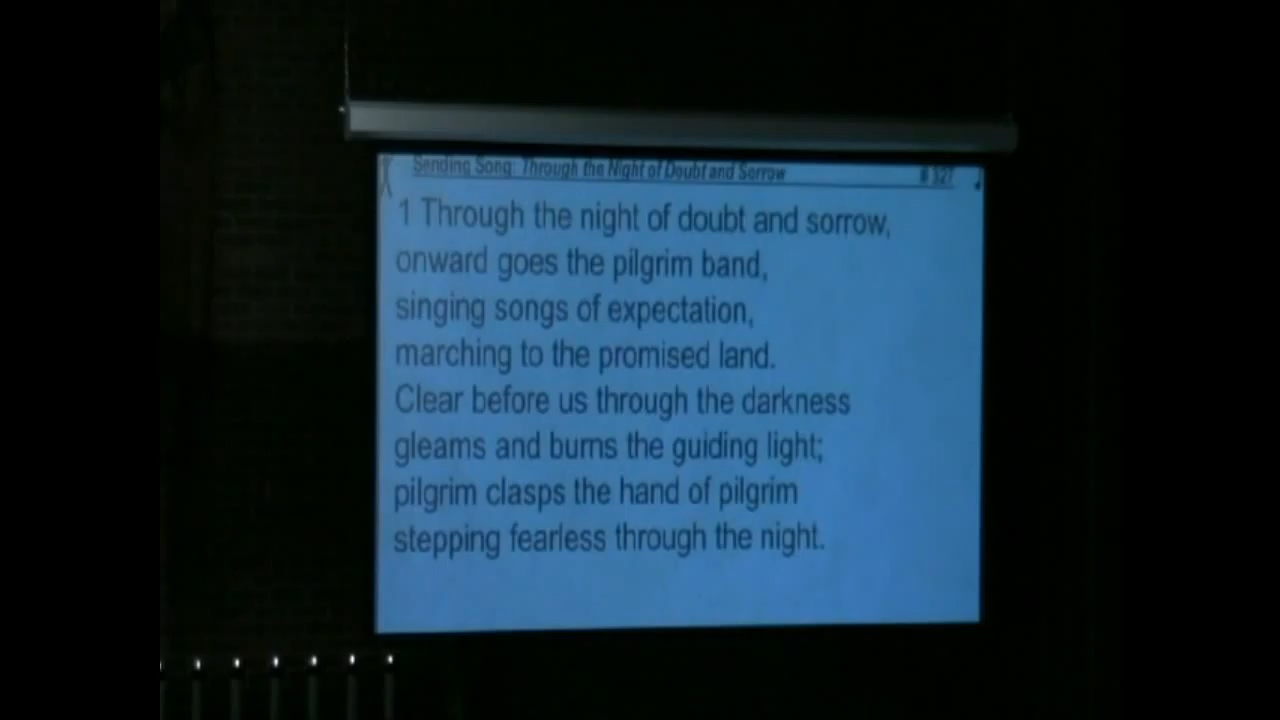 Sending Song: Through the Night of Doubt and Sorrow # 327
1 Through the night of doubt and sorrow,
onward goes the pilgrim band,
singing songs of expectation,
marching to the promised land.
Clear before us through the darkness
gleams and burns the guiding light;
pilgrim clasps the hand of pilgrim
stepping fearless through the night.